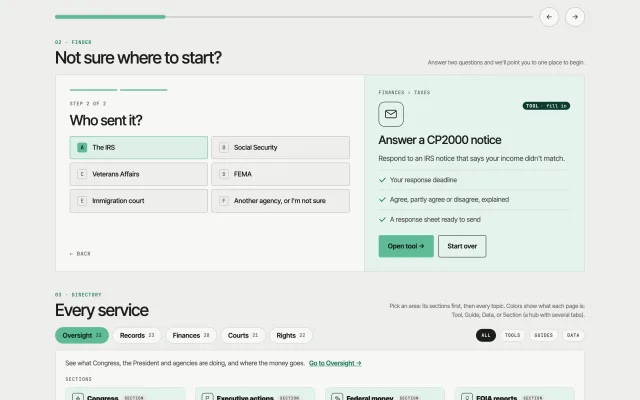 ← →
02 · FINDER
Not sure where to start?
Answer two questions and we'll point you to one place to begin.
STEP 2 OF 2
Who sent it?
A The IRS
B Social Security
C Veterans Affairs
D FEMA
E Immigration court
F Another agency, or I'm not sure
← BACK
FINANCES › TAXES
TOOL · fill in
Answer a CP2000 notice
Respond to an IRS notice that says your income didn't match.
Your response deadline
Agree, partly agree or disagree, explained
A response sheet ready to send
Open tool →
Start over
03 · DIRECTORY
Every service
Pick an area: its sections first, then every topic. Colors show what each page is:
Tool, Guide, Data, or Section (a hub with several tabs).
Oversight 22 Records 23 Finances 28 Courts 21 Rights 22
ALL TOOLS GUIDES DATA
See what Congress, the President and agencies are doing, and where the money goes. Go to Oversight →
SECTIONS
Congress SECTION Executive actions SECTION Federal money SECTION FOIA reports SECTION